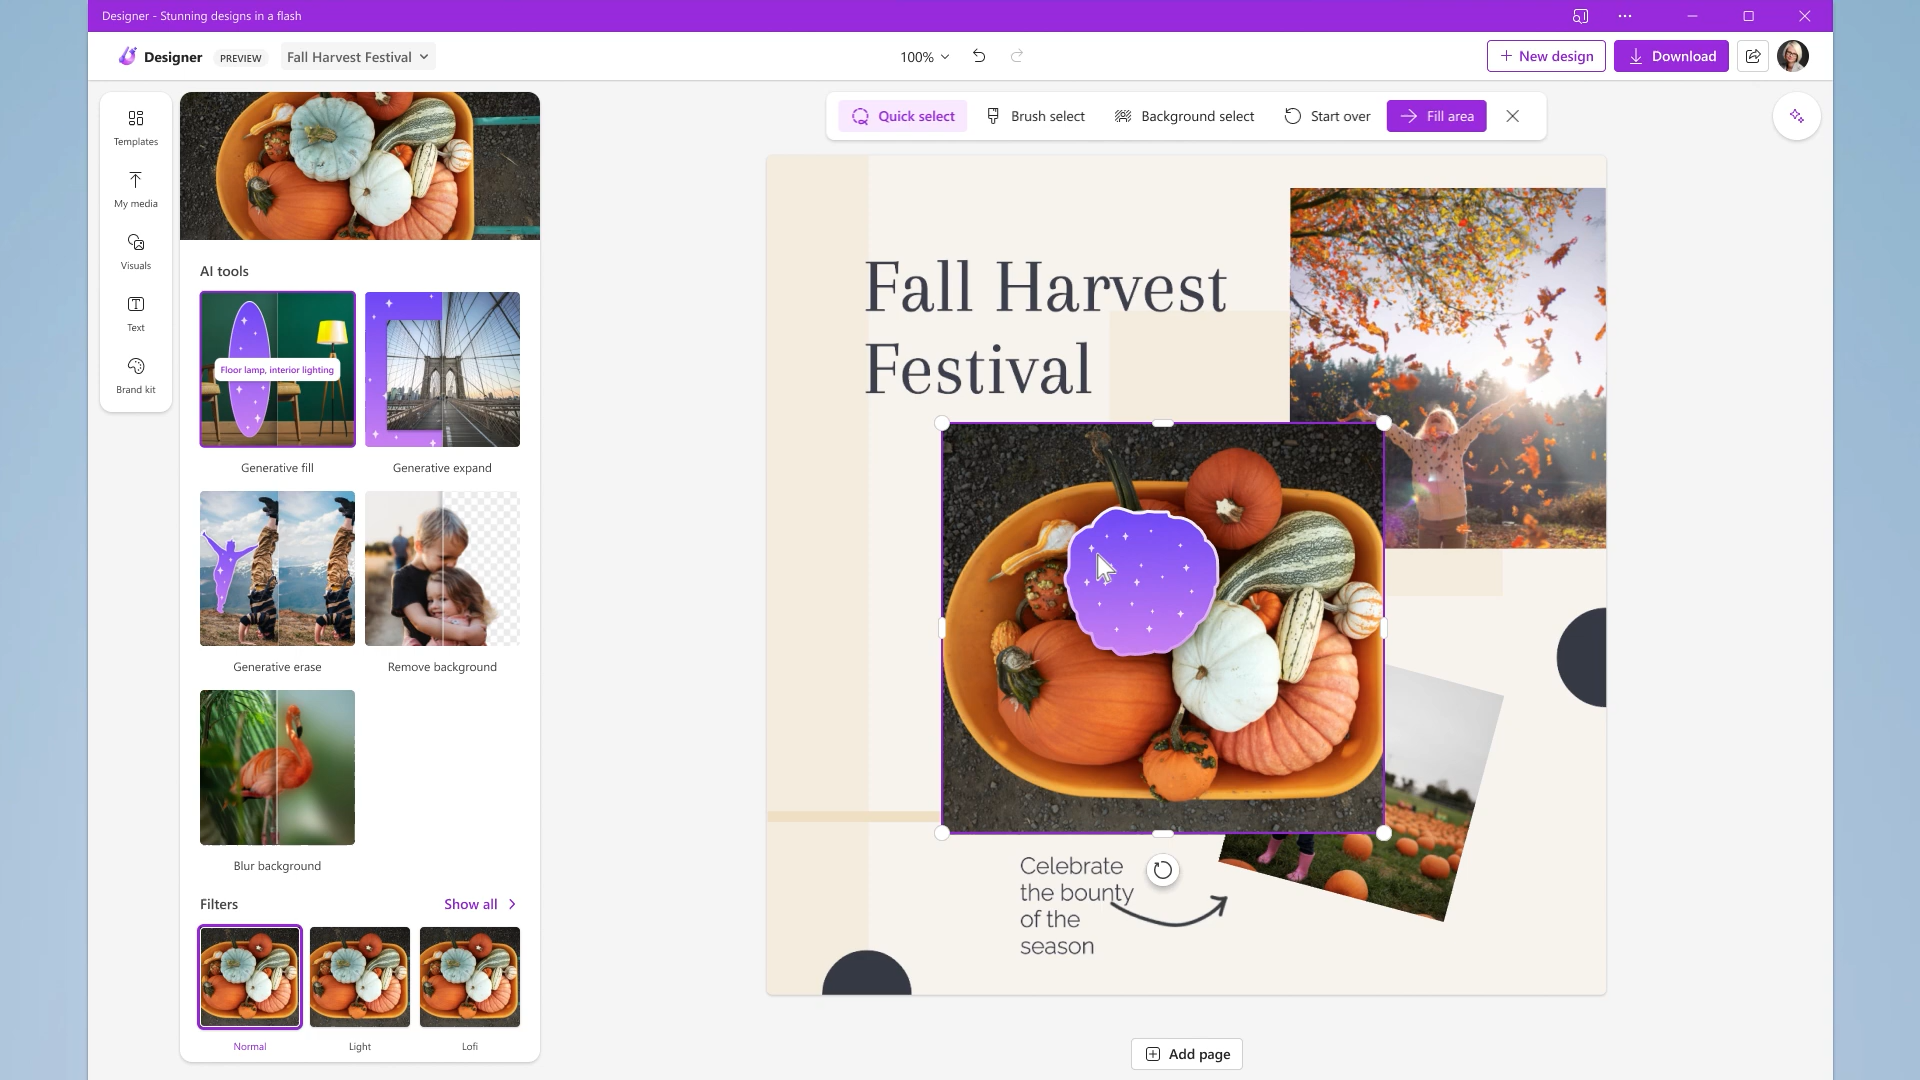 Designer - Stunning designs in a flash
Designer PREVIEW Fall Harvest Festival
100%
New design
Download
Templates
My media
Visuals
Text
Brand kit
AI tools
Floor lamp, interior lighting
Generative fill
Generative expand
Generative erase
Remove background
Blur background
Filters
Show all
Normal
Light
Lofi
Quick select
Brush select
Background select
Start over
Fill area
Fall Harvest
Festival
Celebrate
the bounty
of the
season
Add page